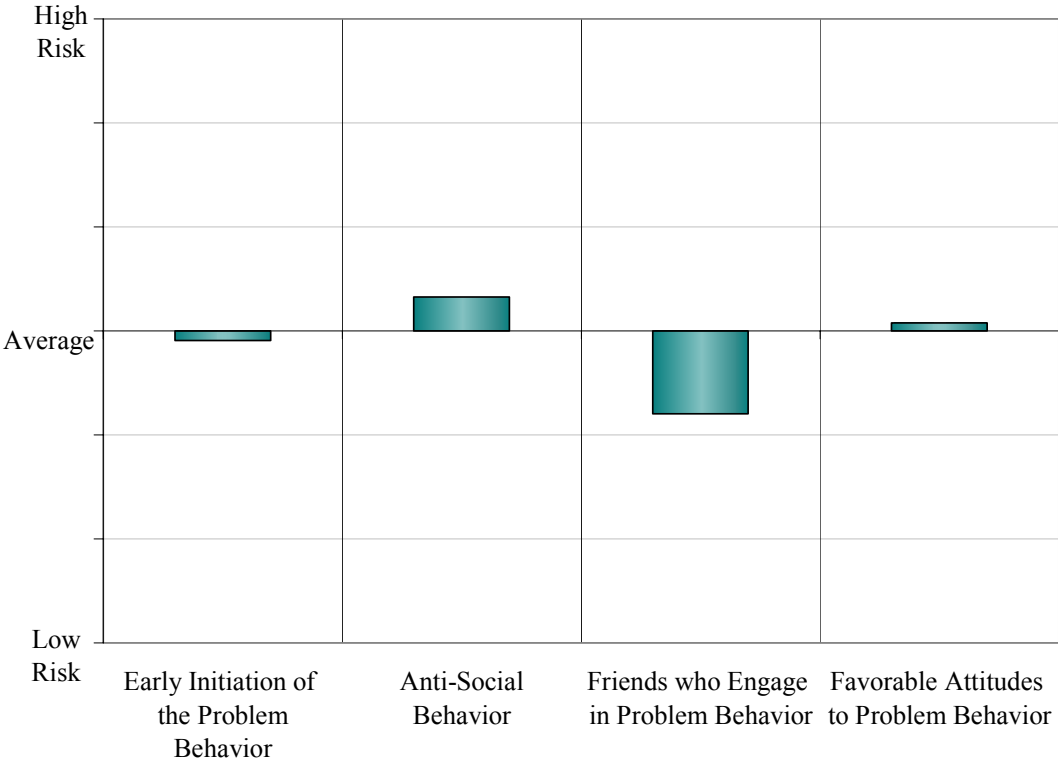 High
Risk
Average
Low
Risk
Early Initiation of
the Problem
Behavior
Anti-Social
Behavior
Friends who Engage
in Problem Behavior
Favorable Attitudes
to Problem Behavior